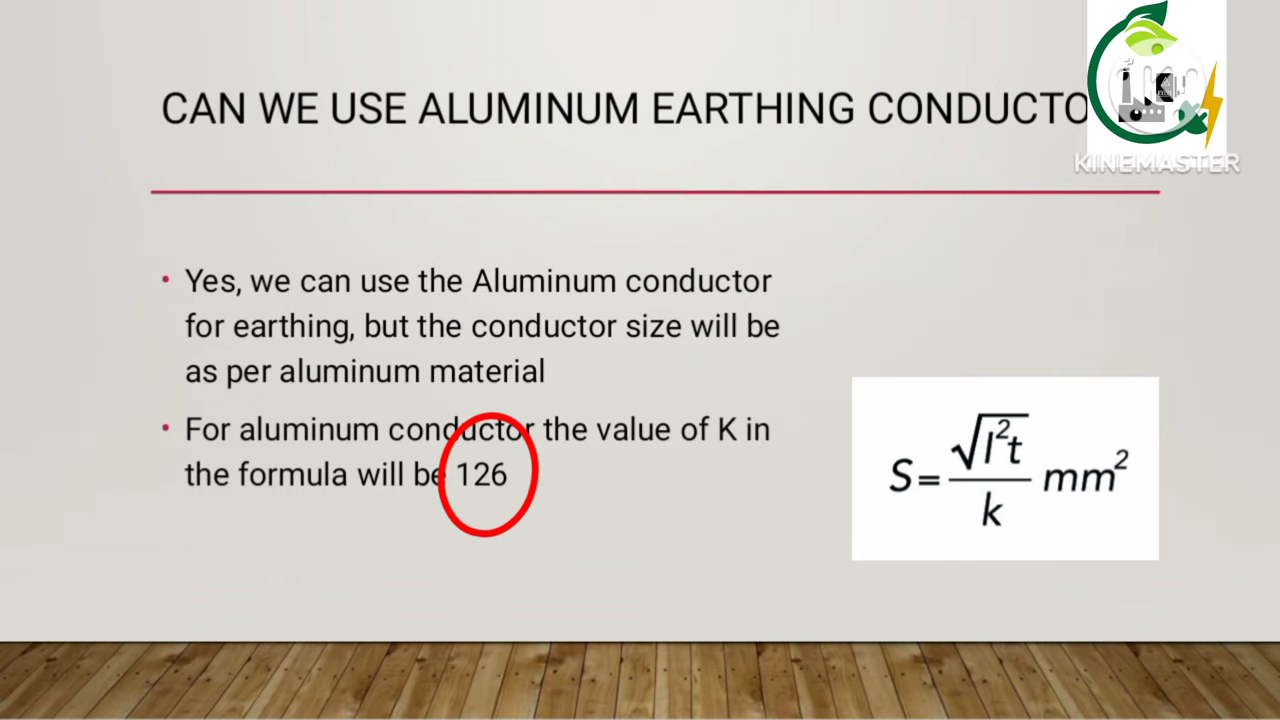 CAN WE USE ALUMINUM EARTHING CONDUCTO
KINEMASTER
• Yes, we can use the Aluminum conductor
for earthing, but the conductor size will be
as per aluminum material
• For aluminum conductor the value of K in
the formula will be 126
S = √I²t / k mm²